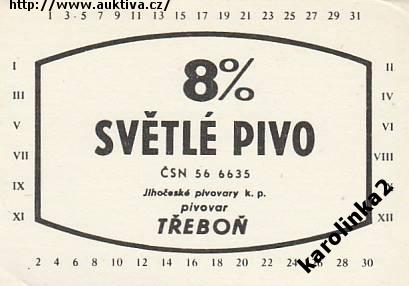 http://www.auktiva.cz/
1 3 5 7 9 11 13 15 17 19 21 23 25 27 29 31
I
III
V
VII
IX
XI
8%
SVĚTLÉ PIVO
ČSN 56 6635
Jihočeské pivovary k. p.
pivovar
TŘEBOŇ
II
IV
VI
VIII
X
XII
2 4 6 8 10 12 14 16 18 20 22 24 26 28 30
karolinka2